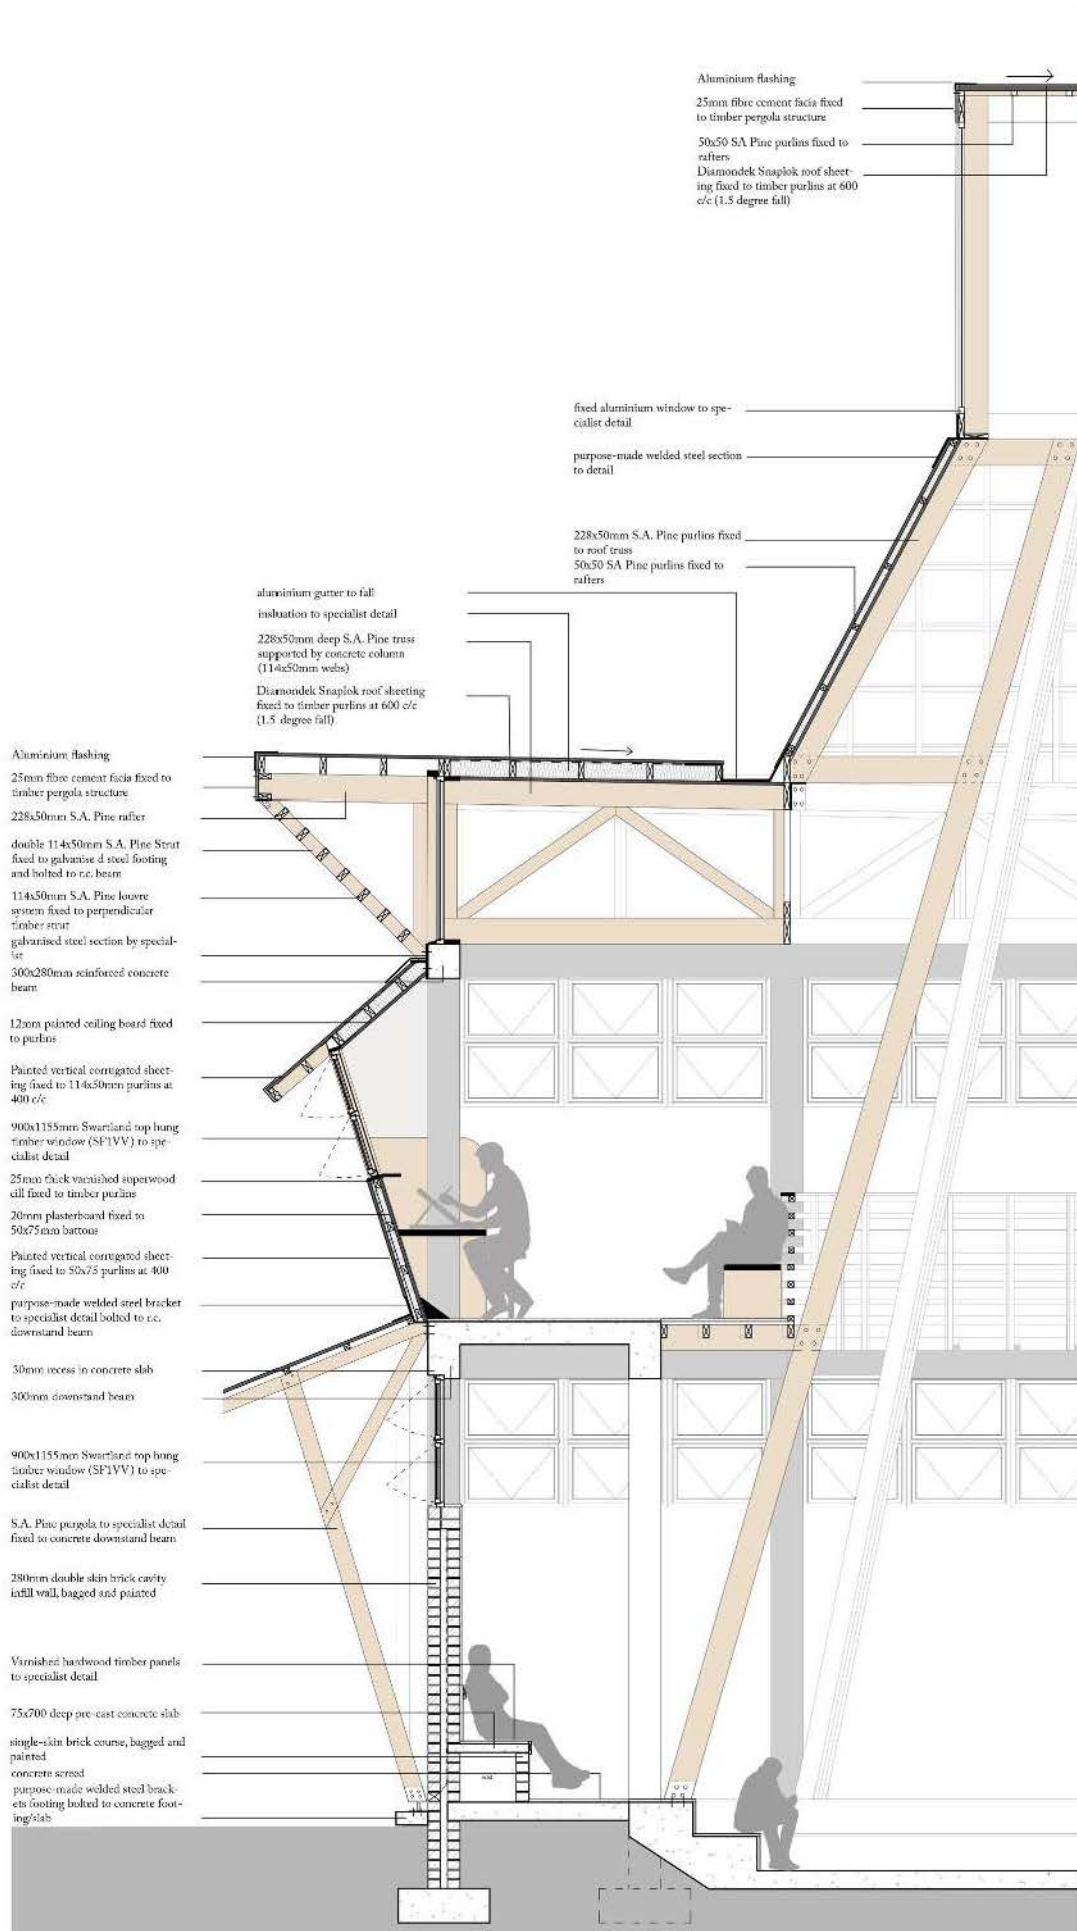 Aluminium flashing
25mm fibre cement facia fixed
to timber pergola structure
50x50 SA Pine purlins fixed to
rafters
Diamondek Snaplok roof sheet-
ing fixed to timber purlins at 600
c/c (1.5 degree fall)
fixed aluminium window to spe-
cialist detail
purpose-made welded steel section
to detail
228x50mm S.A. Pine purlins fixed
to roof truss
50x50 SA Pine purlins fixed to
rafters
aluminium gutter to fall
insluation to specialist detail
228x50mm deep S.A. Pine truss
supported by concrete column
(114x50mm webs)
Diamondek Snaplok roof sheeting
fixed to timber purlins at 600 c/c
(1.5 degree fall)
Aluminium flashing
25mm fibre cement facia fixed to
timber pergola structure
228x50mm S.A. Pine rafter
double 114x50mm S.A. Pine Strut
fixed to galvanise d steel footing
and bolted to r.c. beam
114x50mm S.A. Pine louvre
system fixed to perpendicular
timber strut
galvanised steel section by special-
ist
300x280mm reinforced concrete
beam
12mm painted ceiling board fixed
to purlins
Painted vertical corrugated sheet-
ing fixed to 114x50mm purlins at
400 c/c
900x1155mm Swartland top hung
timber window (SF1VV) to spe-
cialist detail
25mm thick varnished superwood
cill fixed to timber purlins
20mm plasterboard fixed to
50x75mm battons
Painted vertical corrugated sheet-
ing fixed to 50x75 purlins at 400
c/c
purpose-made welded steel bracket
to specialist detail bolted to r.c.
downstand beam
30mm recess in concrete slab
300mm downstand beam
900x1155mm Swartland top hung
timber window (SF1VV) to spe-
cialist detail
S.A. Pine purgola to specialist detail
fixed to concrete downstand beam
280mm double skin brick cavity
infill wall, bagged and painted
Varnished hardwood timber panels
to specialist detail
75x700 deep pre-cast concrete slab
single-skin brick course, bagged and
painted
concrete screed
purpose-made welded steel brack-
ets footing bolted to concrete foot-
ing/slab